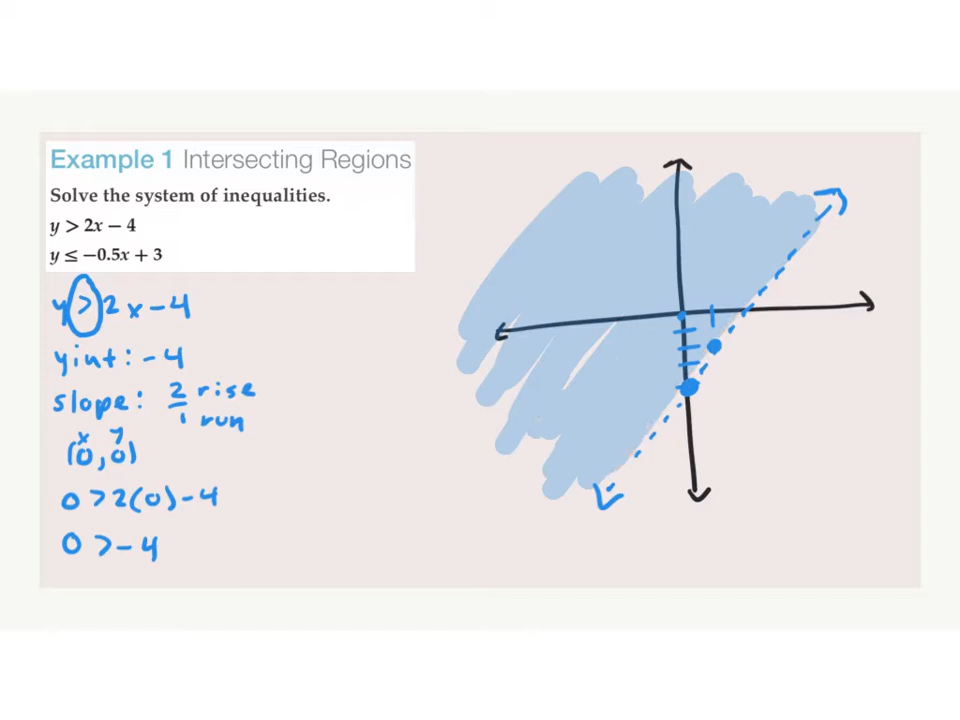 Example 1 Intersecting Regions
Solve the system of inequalities.
y > 2x − 4
y ≤ −0.5x + 3
y > 2x - 4
yint: -4
slope: 2/1 rise run
x y
(0,0)
0 > 2(0) - 4
0 > -4